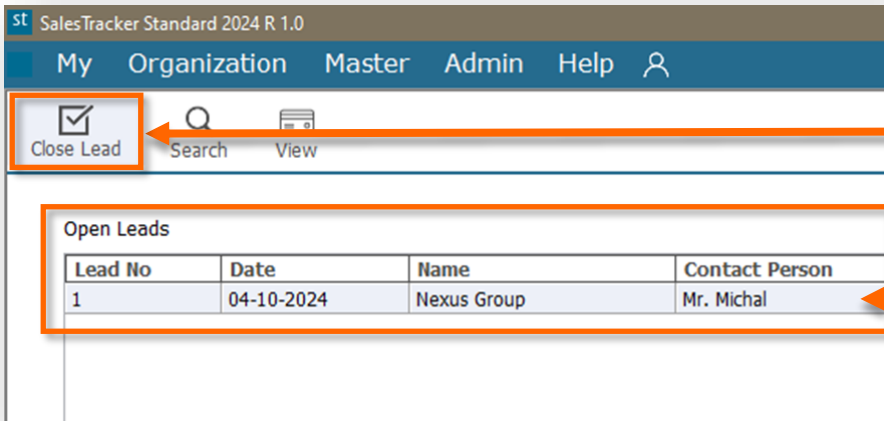 st SalesTracker Standard 2024 R 1.0
My Organization Master Admin Help
Close Lead Search View
Open Leads
Lead No Date Name Contact Person
1 04-10-2024 Nexus Group Mr. Michal